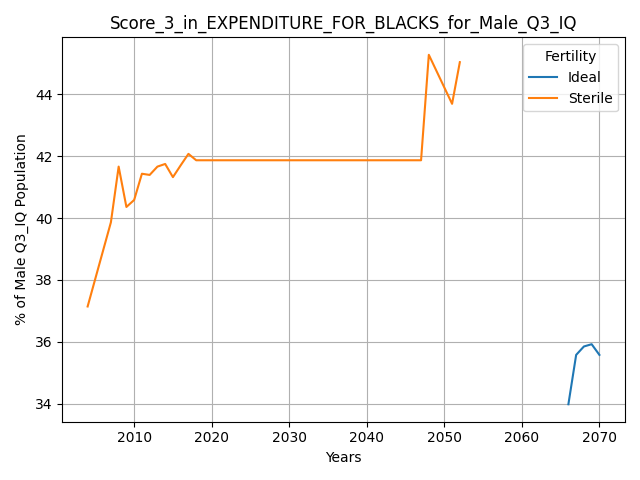 Score_3_in_EXPENDITURE_FOR_BLACKS_for_Male_Q3_IQ
Fertility
Ideal
Sterile
% of Male Q3_IQ Population
44
42
40
38
36
34
2010 2020 2030 2040 2050 2060 2070
Years